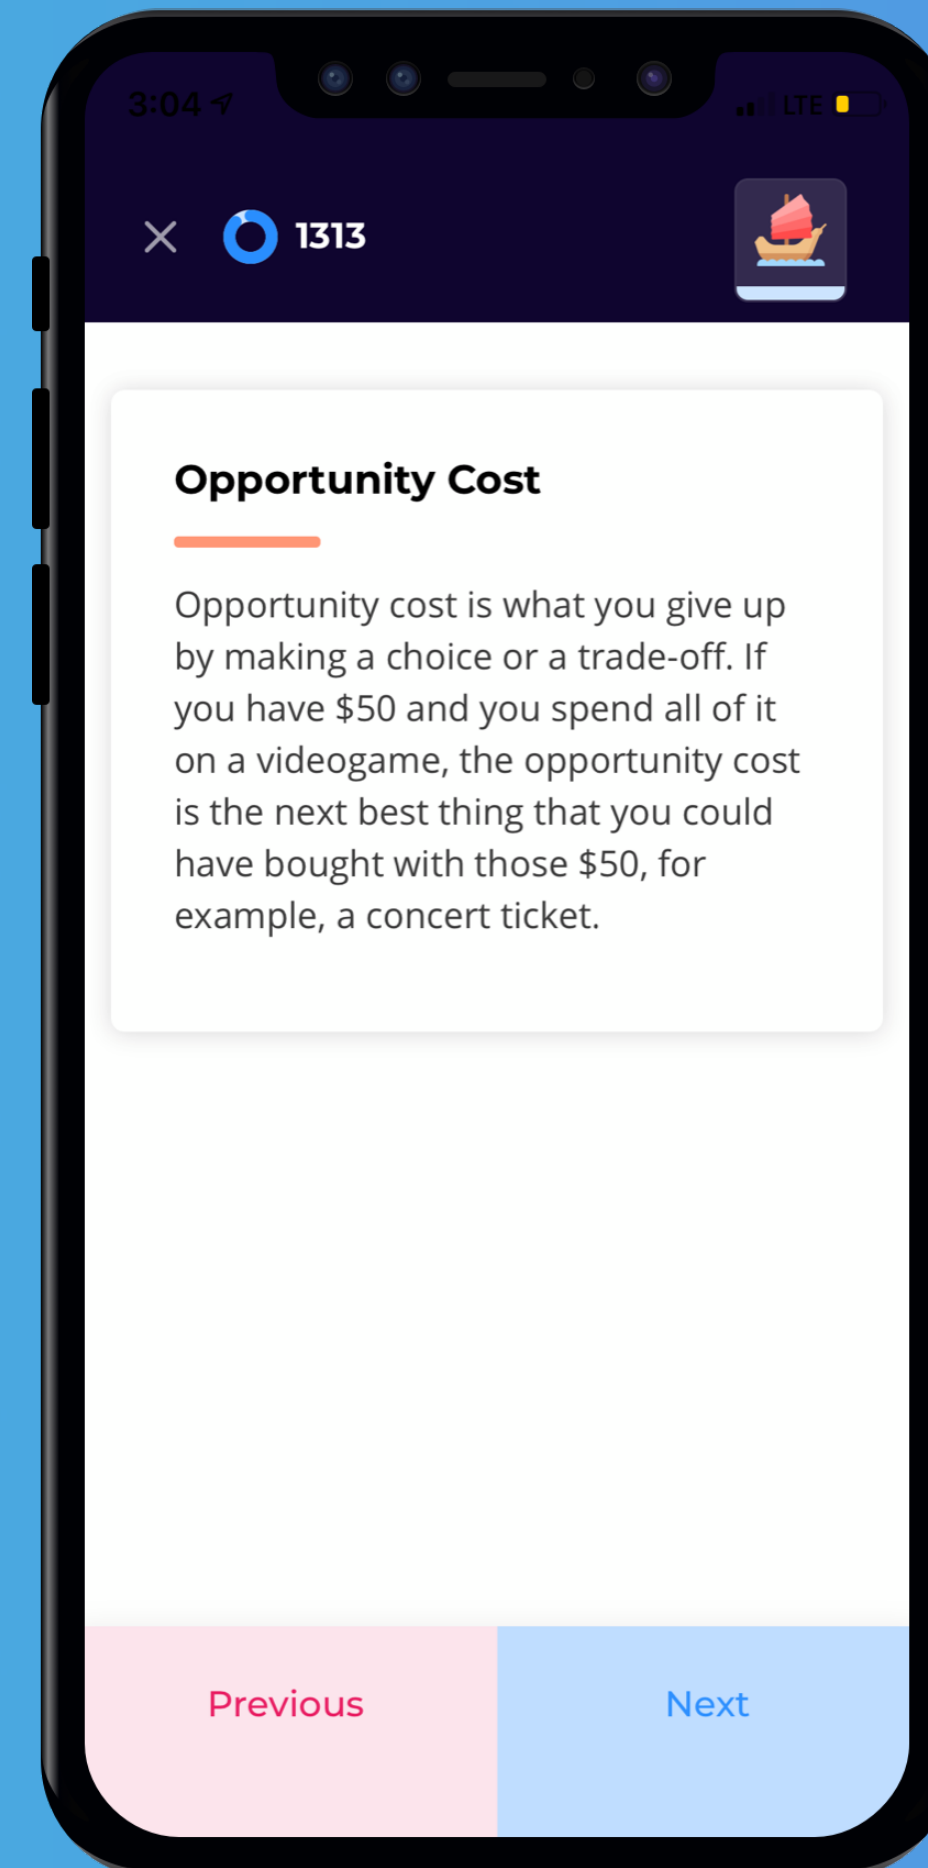 3:04
LTE
1313
Opportunity Cost
Opportunity cost is what you give up
by making a choice or a trade-off. If
you have $50 and you spend all of it
on a videogame, the opportunity cost
is the next best thing that you could
have bought with those $50, for
example, a concert ticket.
Previous
Next